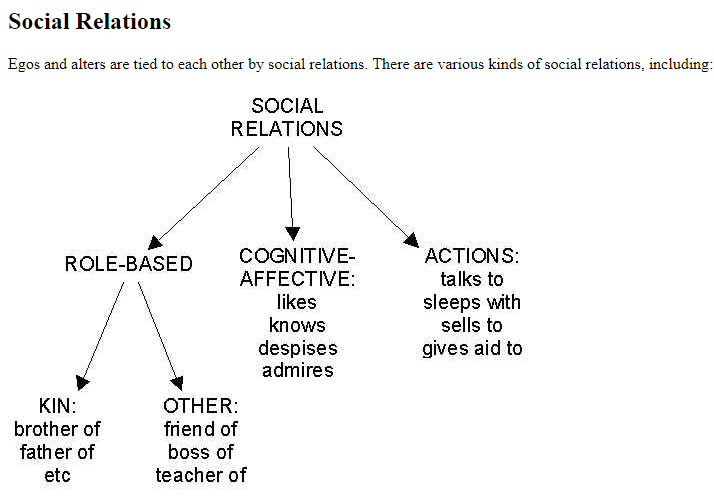 Social Relations
Egos and alters are tied to each other by social relations. There are various kinds of social relations, including:
SOCIAL
RELATIONS
ROLE-BASED
COGNITIVE-
AFFECTIVE:
likes
knows
despises
admires
ACTIONS:
talks to
sleeps with
sells to
gives aid to
KIN:
brother of
father of
etc
OTHER:
friend of
boss of
teacher of